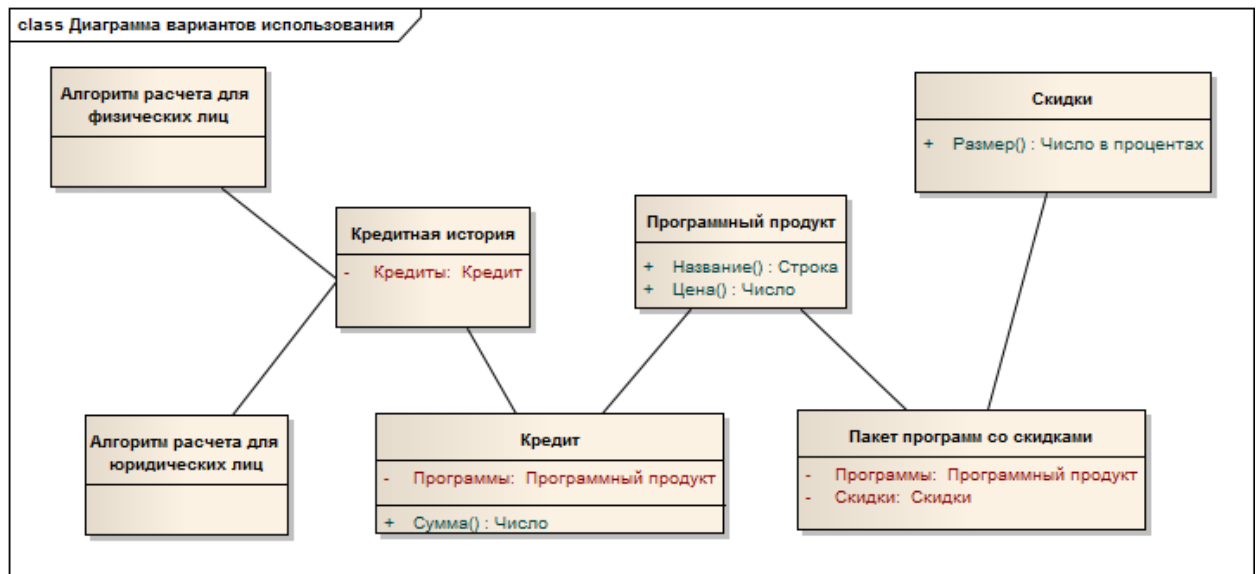 class Диаграмма вариантов использования
Алгоритм расчета для
физических лиц
Скидки
+ Размер() : Число в процентах
Кредитная история
- Кредиты: Кредит
Программный продукт
+ Название() : Строка
+ Цена() : Число
Алгоритм расчета для
юридических лиц
Кредит
- Программы: Программный продукт
+ Сумма() : Число
Пакет программ со скидками
- Программы: Программный продукт
- Скидки: Скидки